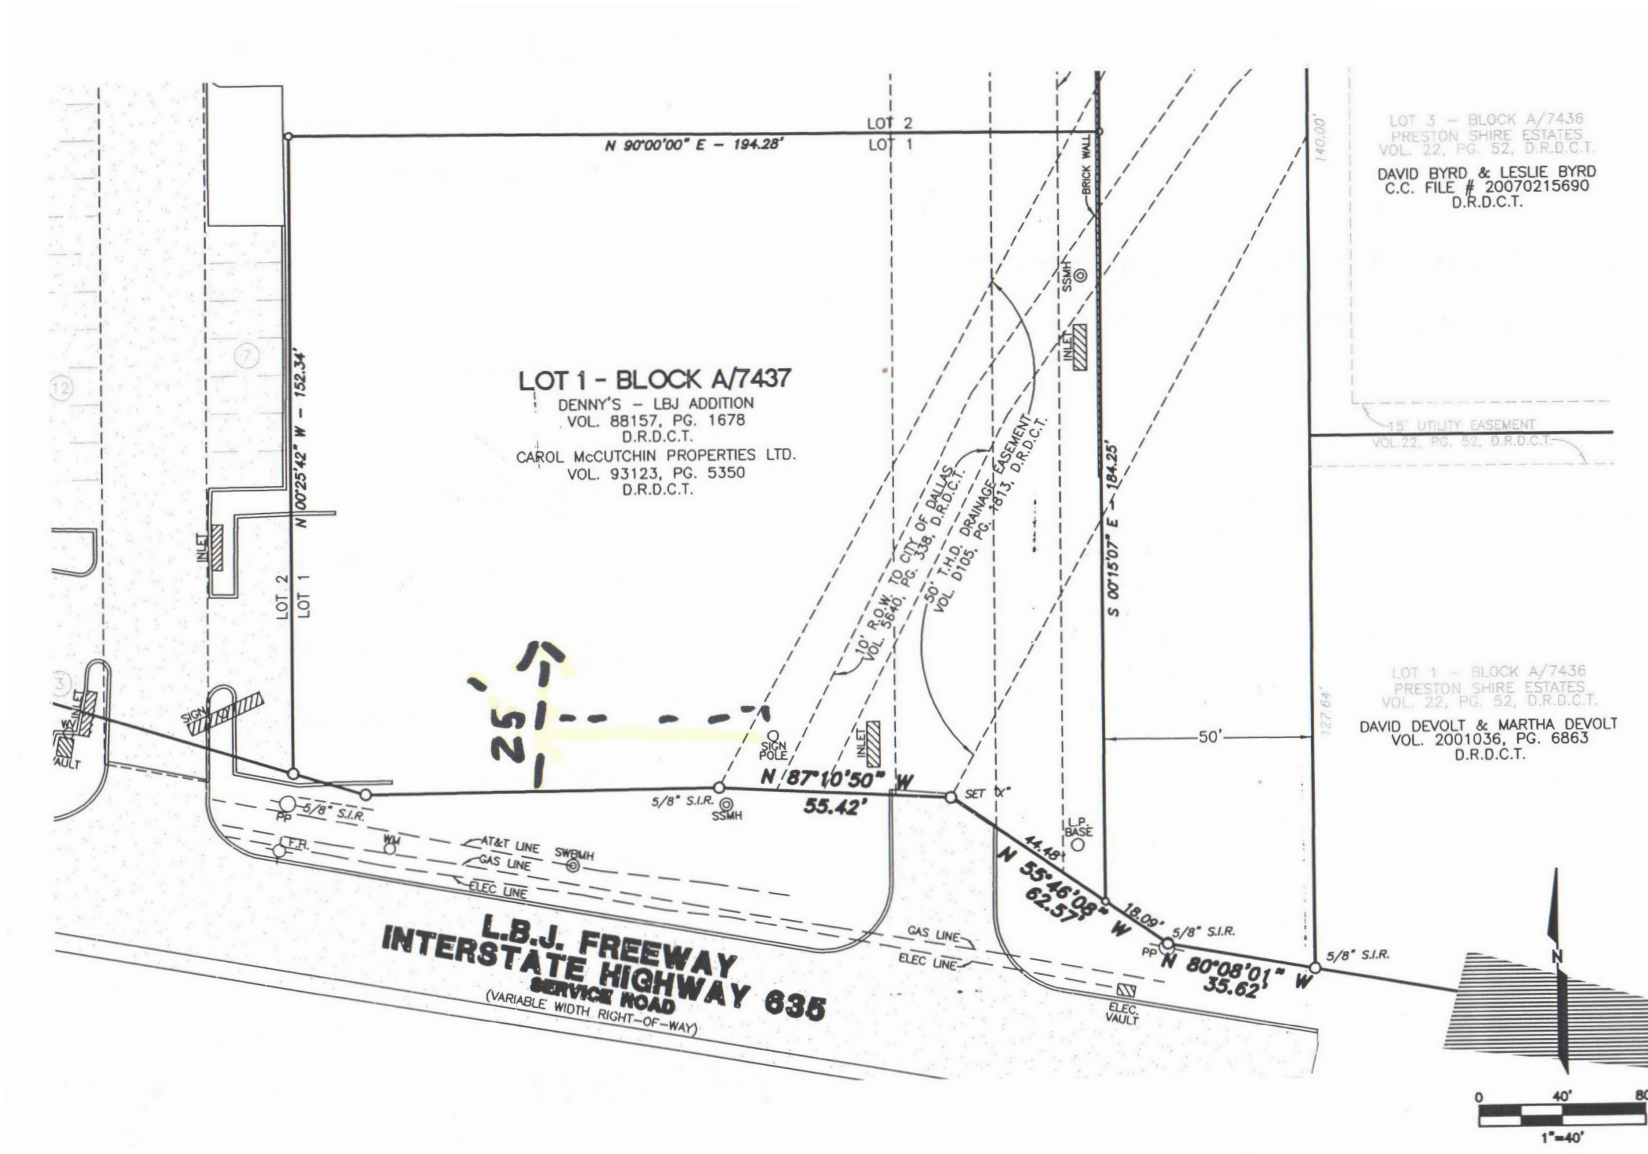 LOT 2
N 90°00'00" E - 194.28'
LOT 1
BRICK WALL
140.00'
LOT 3 - BLOCK A/7436
PRESTON SHIRE ESTATES
VOL. 22, PG. 52, D.R.D.C.T.
DAVID BYRD & LESLIE BYRD
C.C. FILE # 20070215690
D.R.D.C.T.
SSMH
INLET
7
12
N 00°25'42" W - 152.34'
LOT 1 - BLOCK A/7437
DENNY'S - LBJ ADDITION
VOL. 88157, PG. 1678
D.R.D.C.T.
CAROL McCUTCHIN PROPERTIES LTD.
VOL. 93123, PG. 5350
D.R.D.C.T.
15' UTILITY EASEMENT
VOL.22, PG. 52, D.R.D.C.T.
10' R.O.W. TO CITY OF DALLAS
VOL. 5640, PG. 338, D.R.D.C.T.
50' T.H.D. DRAINAGE EASEMENT
VOL. D105, PG. 1813, D.R.D.C.T.
S 00°15'07" E - 184.25'
INLET
LOT 2
LOT 1
3
INLET
WV
VAULT
SIGN
25'
SIGN
POLE
INLET
50'
127.64'
LOT 1 - BLOCK A/7436
PRESTON SHIRE ESTATES
VOL. 22, PG. 52, D.R.D.C.T.
DAVID DEVOLT & MARTHA DEVOLT
VOL. 2001036, PG. 6863
D.R.D.C.T.
N 87°10'50" W
55.42'
SET "X"
5/8" S.I.R.
SSMH
5/8" S.I.R.
PP
F.H.
WM
AT&T LINE
SWBMH
GAS LINE
ELEC LINE
L.P.
BASE
44.48'
N 55°46'08" W
62.57'
18.09'
5/8" S.I.R.
PP
N 80°08'01" W
35.62'
5/8" S.I.R.
GAS LINE
ELEC LINE
ELEC.
VAULT
L.B.J. FREEWAY
INTERSTATE HIGHWAY 635
SERVICE ROAD
(VARIABLE WIDTH RIGHT-OF-WAY)
N
0 40' 80
1"=40'